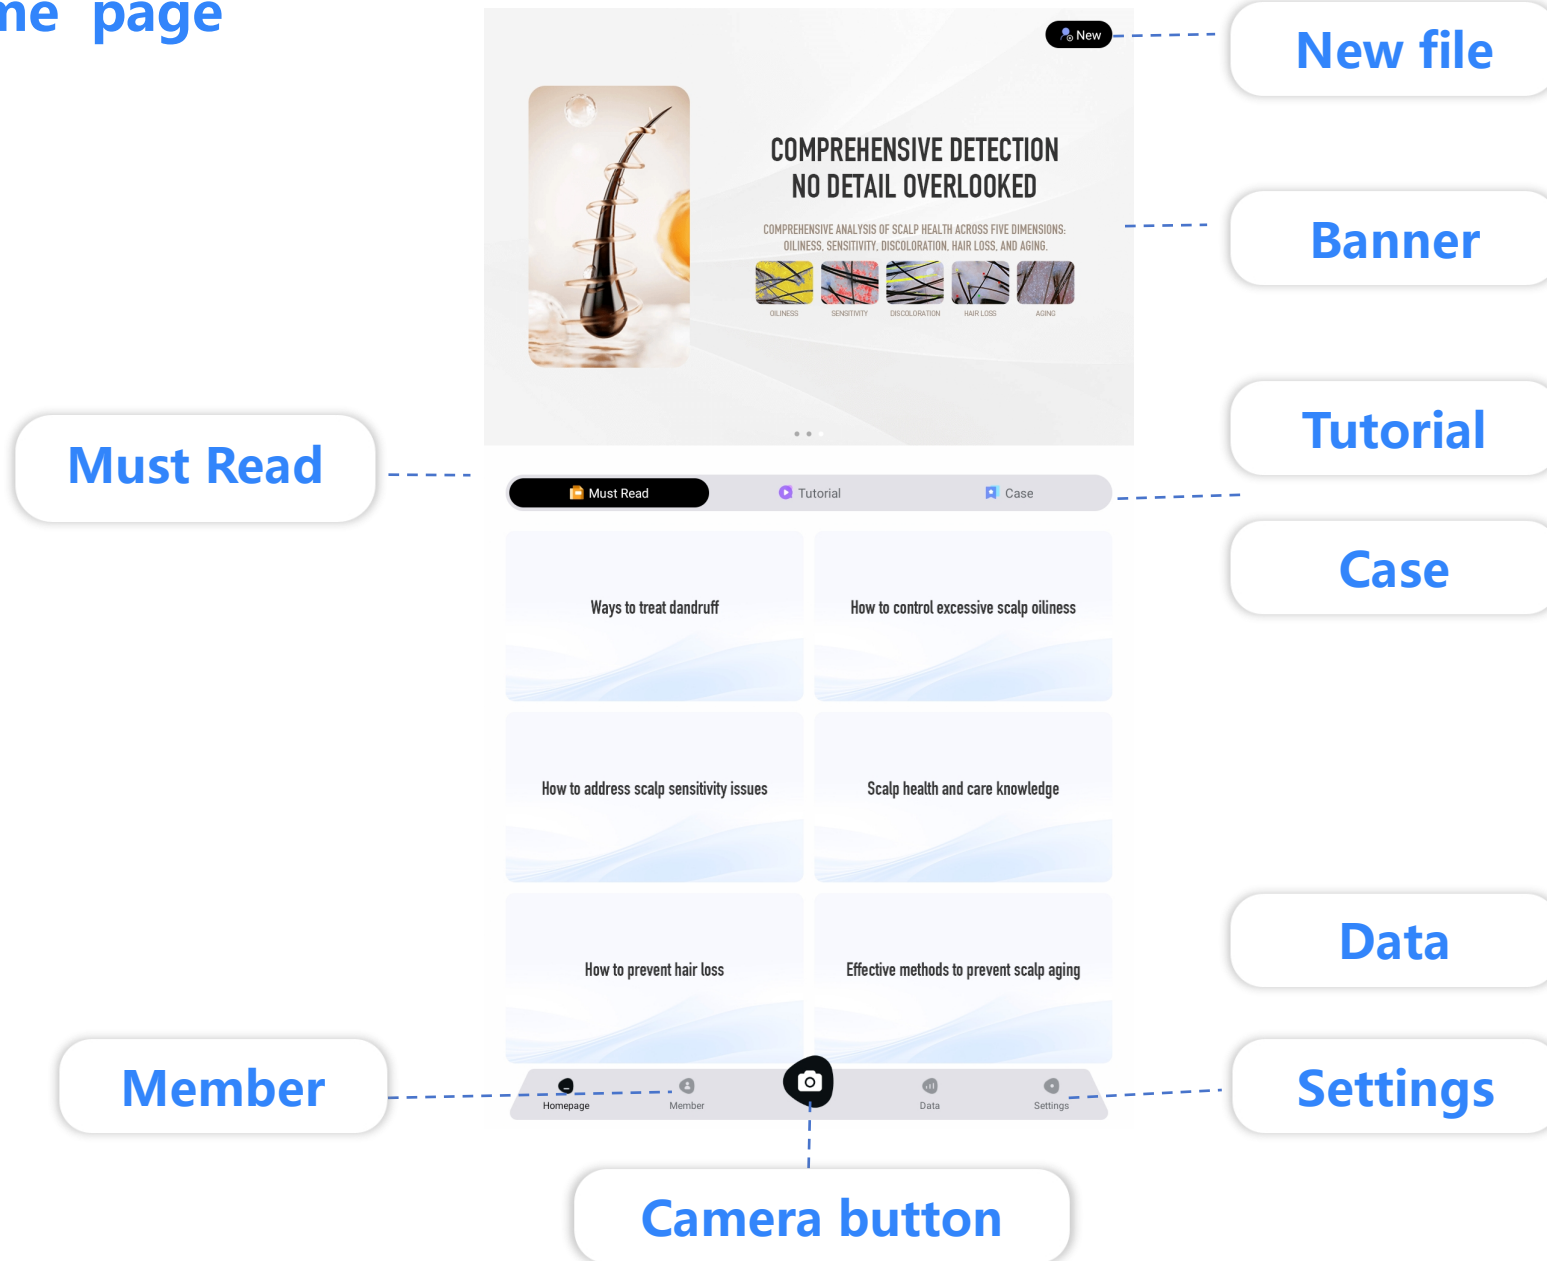 me page
New
New file
COMPREHENSIVE DETECTION
NO DETAIL OVERLOOKED
COMPREHENSIVE ANALYSIS OF SCALP HEALTH ACROSS FIVE DIMENSIONS:
OILINESS, SENSITIVITY, DISCOLORATION, HAIR LOSS, AND AGING.
OILINESS SENSITIVITY DISCOLORATION HAIR LOSS AGING
Banner
Must Read
Tutorial
Must Read Tutorial Case
Case
Ways to treat dandruff
How to control excessive scalp oiliness
How to address scalp sensitivity issues
Scalp health and care knowledge
How to prevent hair loss
Effective methods to prevent scalp aging
Data
Member
Settings
Homepage Member Data Settings
Camera button